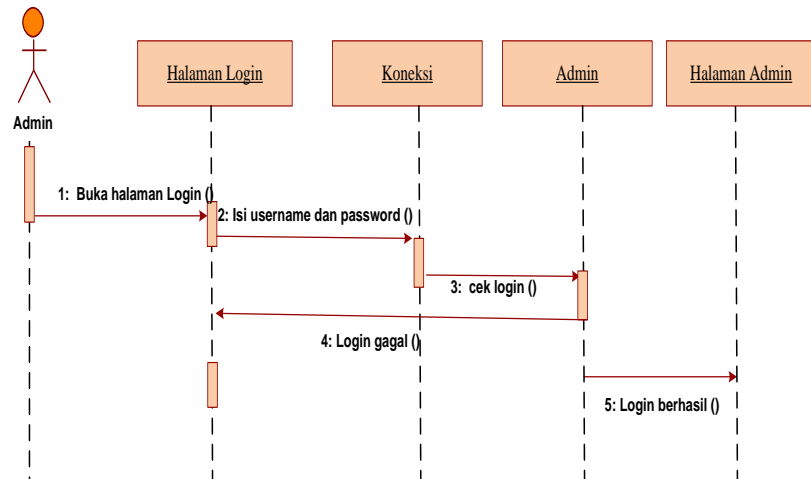 Halaman Login
Koneksi
Admin
Halaman Admin
Admin
1: Buka halaman Login ()
2: Isi username dan password ()
3: cek login ()
4: Login gagal ()
5: Login berhasil ()